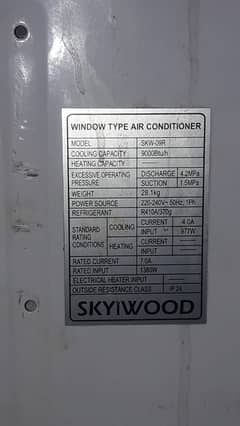 WINDOW TYPE AIR CONDITIONER
MODEL SKW-09R
COOLING CAPACITY 9000Btu/h
HEATING CAPACITY
EXCESSIVE OPERATING PRESSURE DISCHARGE 4.2MPa
SUCTION 1.5MPa
WEIGHT 28.1kg
POWER SOURCE 220-240V~ 50Hz, 1Ph
REFRIGERANT R410A/370g
STANDARD RATING CONDITIONS COOLING CURRENT 4.0A
INPUT 877W
HEATING CURRENT
INPUT
RATED CURRENT 7.0A
RATED INPUT 1380W
ELECTRICAL HEATER INPUT
OUTSIDE RESISTANCE CLASS IP 24
SKYWOOD